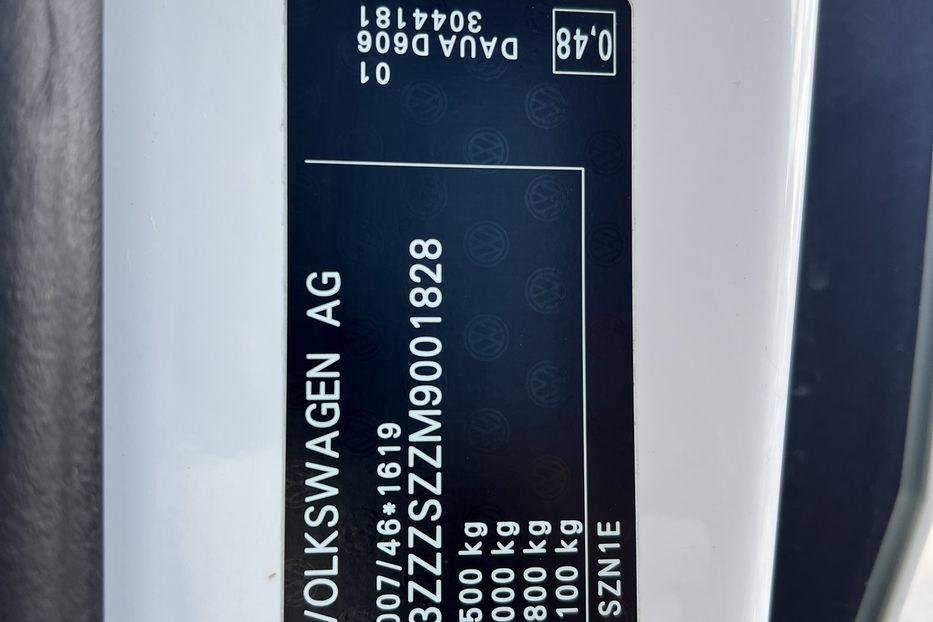 VOLKSWAGEN AG
007/46*1619
3ZZZSZZM9001828
500 kg
000 kg
800 kg
100 kg
SZN1E
3044181
DAUA D606
01
0,48